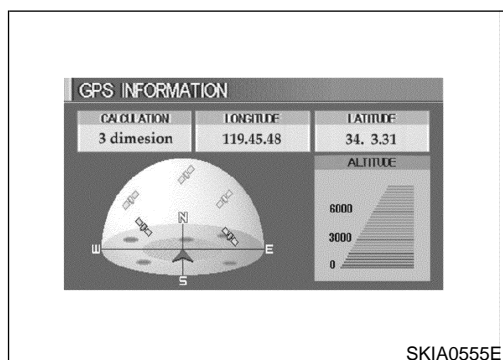 GPS INFORMATION
CALCULATION LONGITUDE LATITUDE
3 dimesion 119.45.48 34. 3.31
ALTITUDE
N
6000
W E
3000
0
S
SKIA0555E